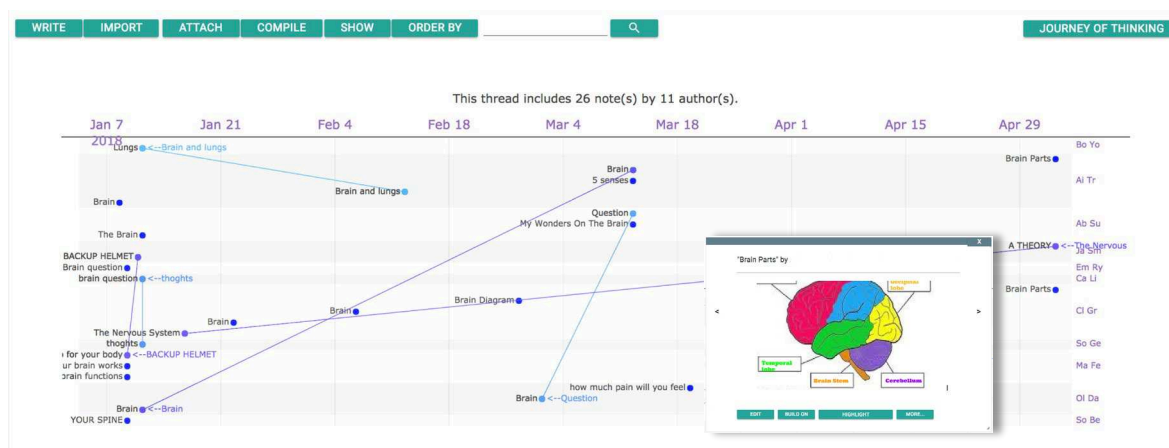 WRITE IMPORT ATTACH COMPILE SHOW ORDER BY JOURNEY OF THINKING
This thread includes 26 note(s) by 11 author(s).
Jan 7 Jan 21 Feb 4 Feb 18 Mar 4 Mar 18 Apr 1 Apr 15 Apr 29
2018
Lungs <--Brain and lungs Bo Yo
Brain Parts
Brain
5 senses Ai Tr
Brain and lungs
Brain
Question
My Wonders On The Brain Ab Su
The Brain
A THEORY <--The Nervous
Ja Sm
BACKUP HELMET
Brain question Em Ry
brain question <--thoghts Ca Li
Brain Parts
Brain Diagram
Brain Cl Gr
Brain
The Nervous System
thoghts So Ge
for your body <--BACKUP HELMET
ur brain works Ma Fe
brain functions
how much pain will you feel
Brain <--Question Ol Da
Brain <--Brain
YOUR SPINE So Be
X
"Brain Parts" by
< >
lobe
Temporal
lobe
Brain Stem Cerebellum
EDIT BUILD ON HIGHLIGHT MORE...